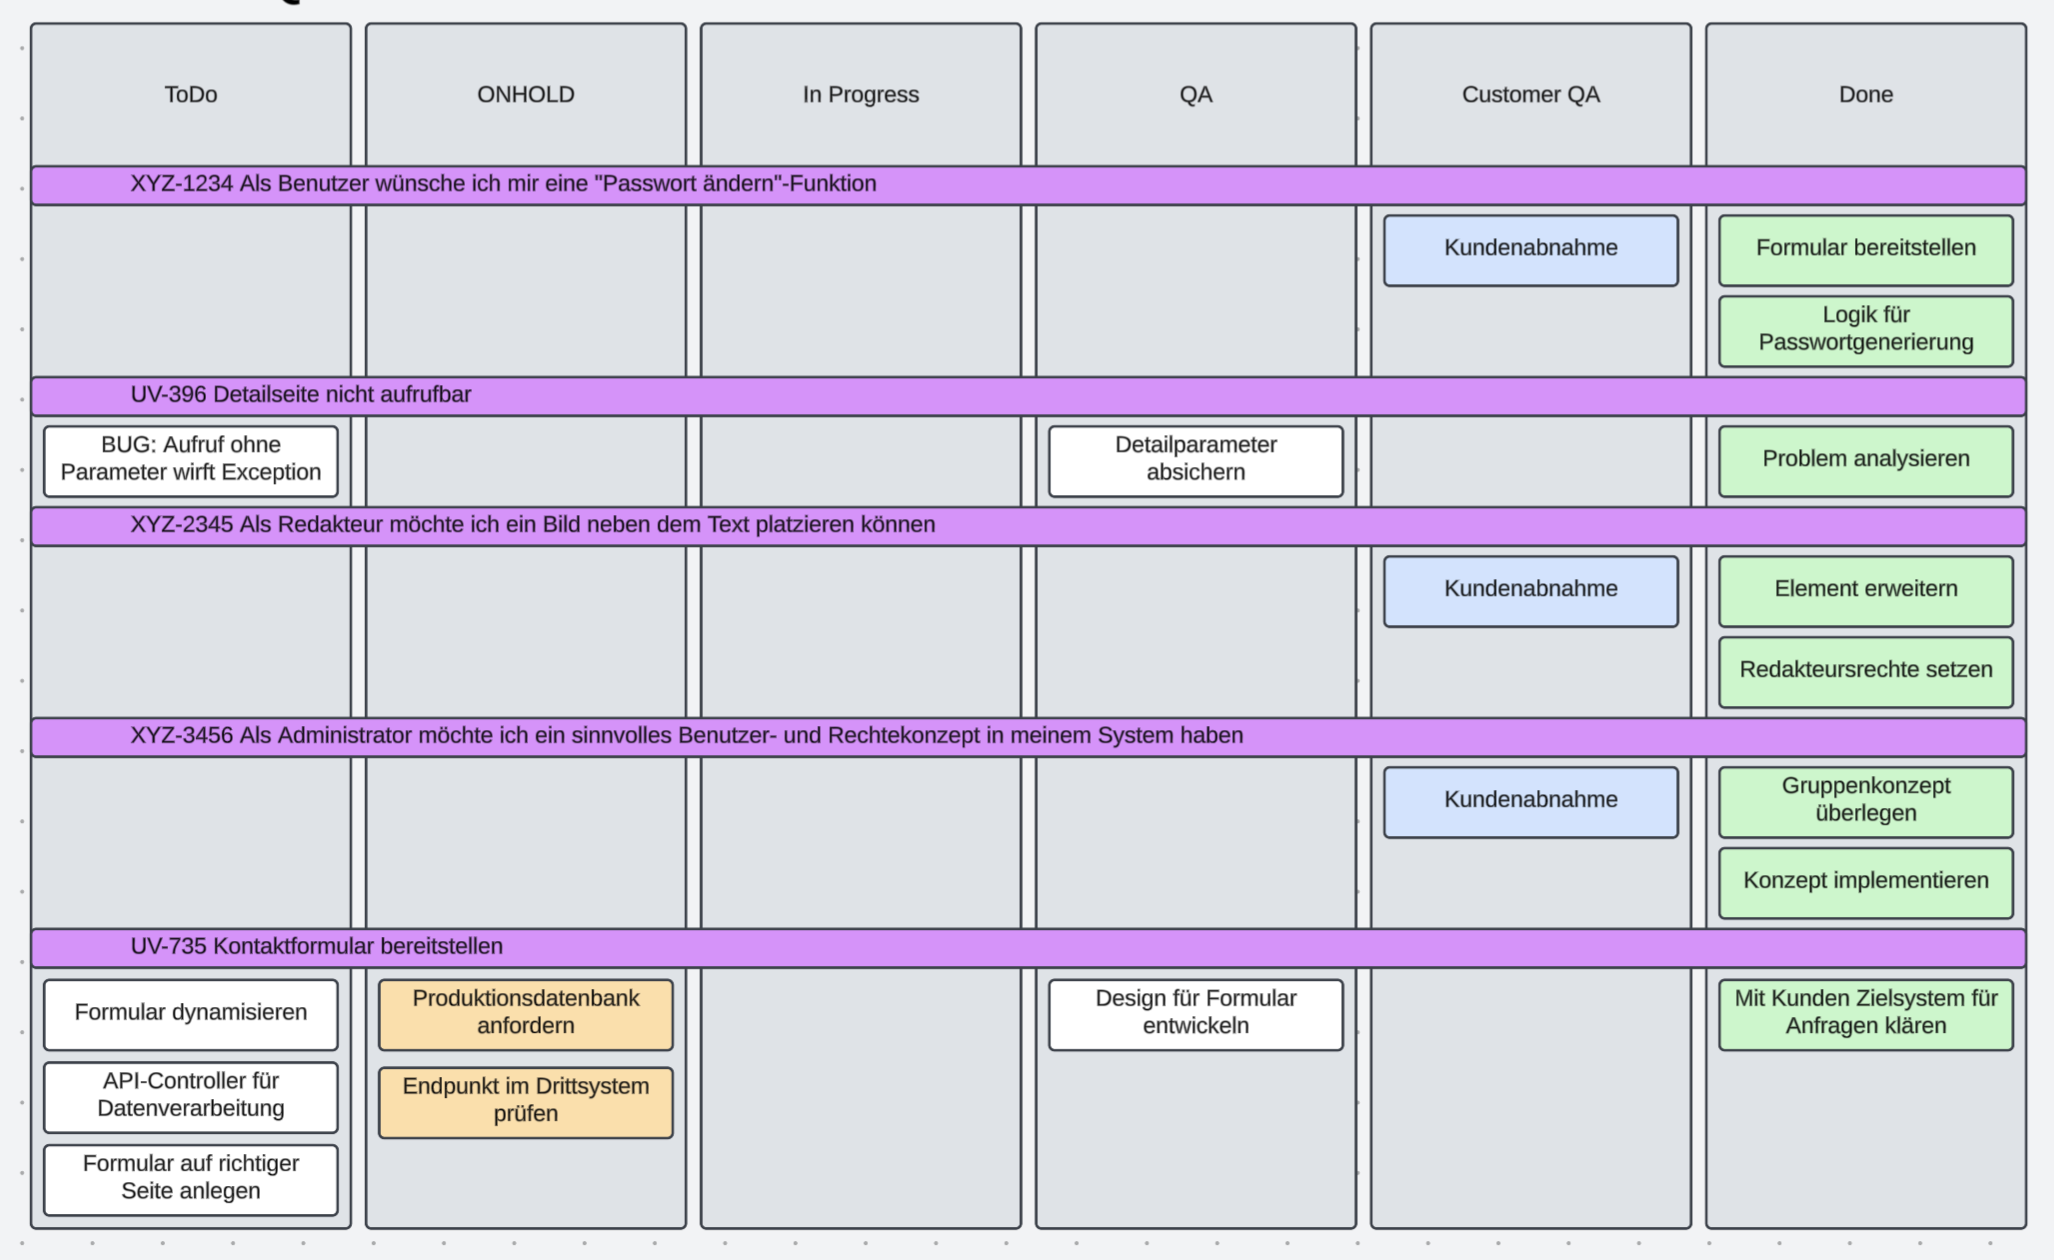 ToDo
ONHOLD
In Progress
QA
Customer QA
Done
XYZ-1234 Als Benutzer wünsche ich mir eine "Passwort ändern"-Funktion
Kundenabnahme
Formular bereitstellen
Logik für
Passwortgenerierung
UV-396 Detailseite nicht aufrufbar
BUG: Aufruf ohne
Parameter wirft Exception
Detailparameter
absichern
Problem analysieren
XYZ-2345 Als Redakteur möchte ich ein Bild neben dem Text platzieren können
Kundenabnahme
Element erweitern
Redakteursrechte setzen
XYZ-3456 Als Administrator möchte ich ein sinnvolles Benutzer- und Rechtekonzept in meinem System haben
Kundenabnahme
Gruppenkonzept
überlegen
Konzept implementieren
UV-735 Kontaktformular bereitstellen
Formular dynamisieren
API-Controller für
Datenverarbeitung
Formular auf richtiger
Seite anlegen
Produktionsdatenbank
anfordern
Endpunkt im Drittsystem
prüfen
Design für Formular
entwickeln
Mit Kunden Zielsystem für
Anfragen klären